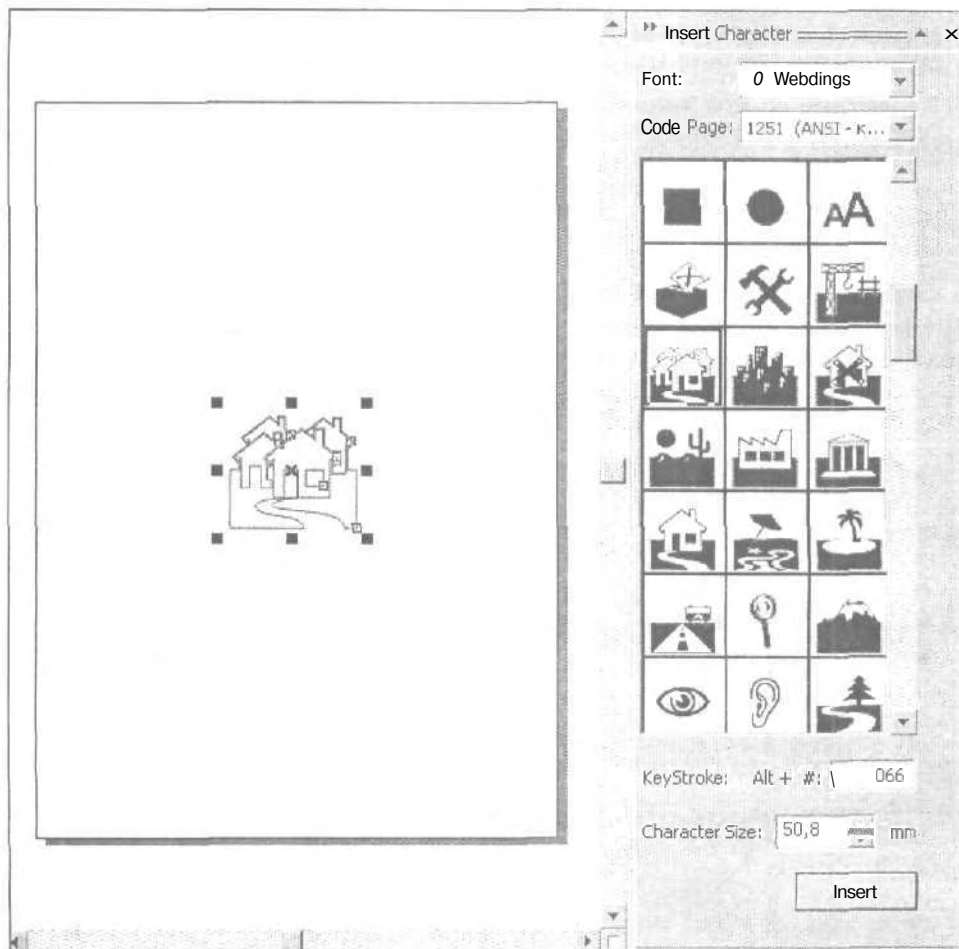 Insert Character
Font: 0 Webdings
Code Page: 1251 (ANSI - к...
AA
KeyStroke: Alt + #: \ 066
Character Size: 50,8 mm
Insert